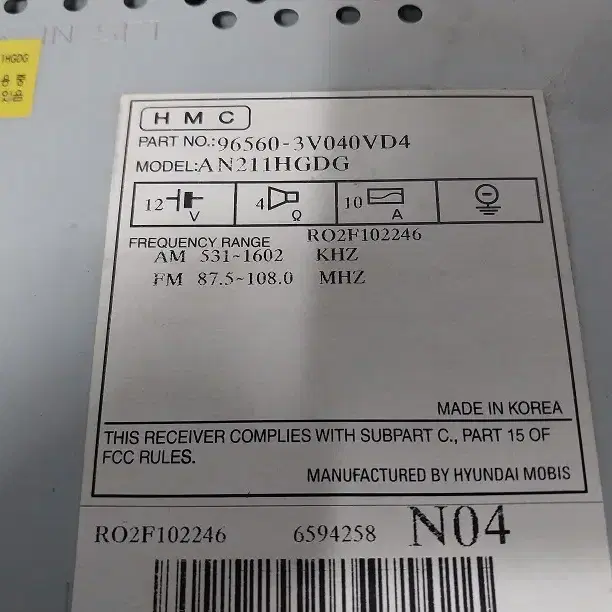 1HGDG
HMC
PART NO.:96560-3V040VD4
MODEL:AN211HGDG
12 V
4 Ω
10 A
RO2F102246
FREQUENCY RANGE
AM 531~1602 KHZ
FM 87.5~108.0 MHZ
MADE IN KOREA
THIS RECEIVER COMPLIES WITH SUBPART C., PART 15 OF
FCC RULES.
MANUFACTURED BY HYUNDAI MOBIS
RO2F102246 6594258 N04